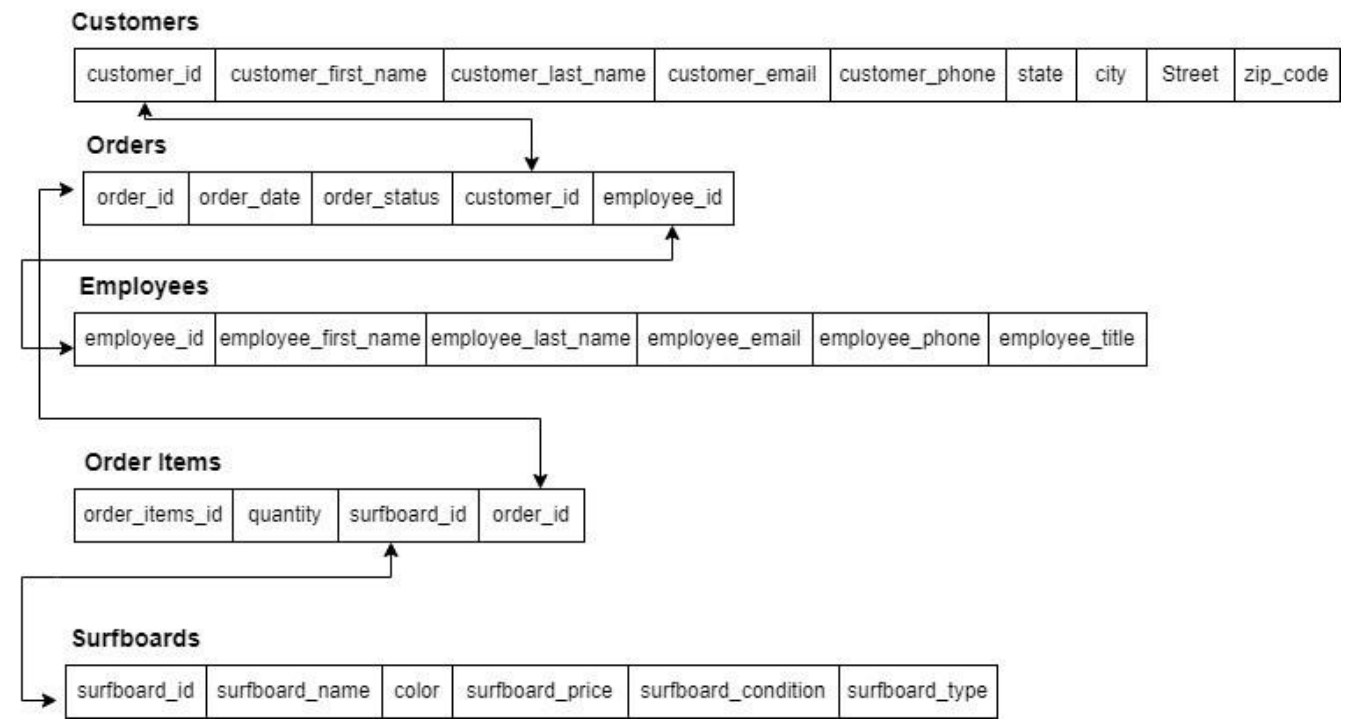 Customers
customer_id customer_first_name customer_last_name customer_email customer_phone state city Street zip_code
Orders
order_id order_date order_status customer_id employee_id
Employees
employee_id employee_first_name employee_last_name employee_email employee_phone employee_title
Order Items
order_items_id quantity surfboard_id order_id
Surfboards
surfboard_id surfboard_name color surfboard_price surfboard_condition surfboard_type